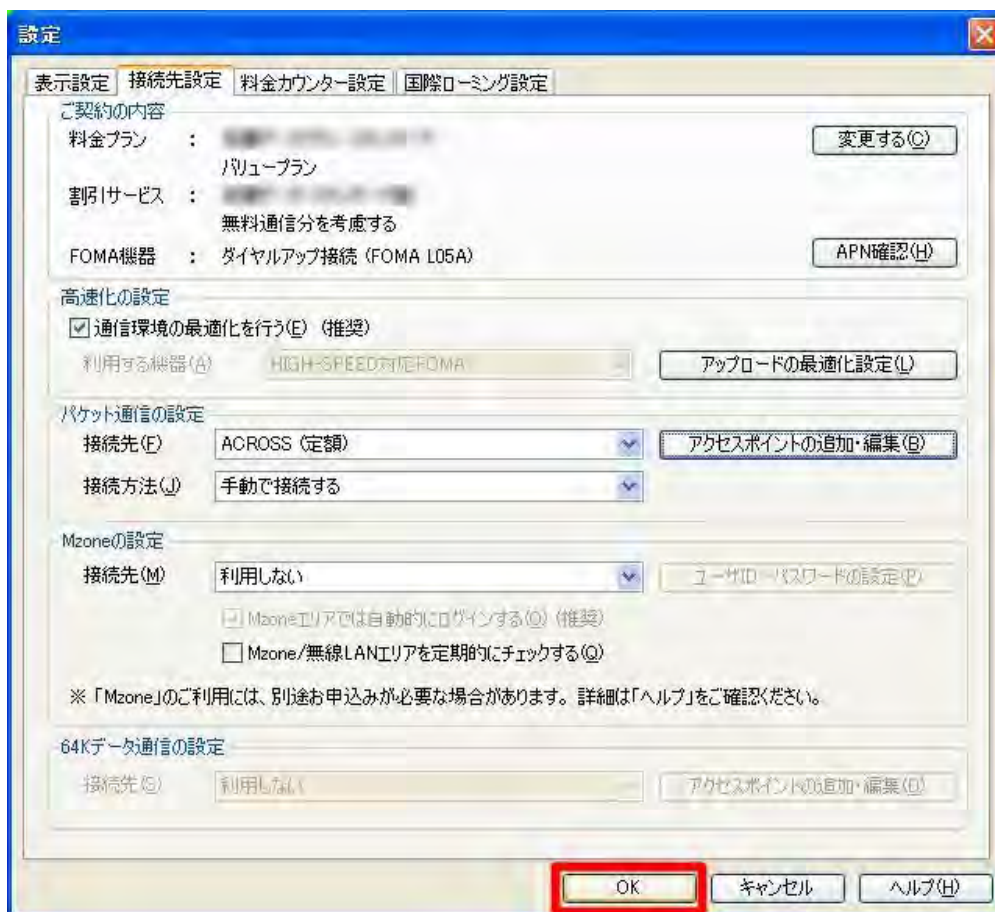 設定
表示設定 接続先設定 料金カウンター設定 国際ローミング設定
ご契約の内容
料金プラン : 変更する(C)
バリュープラン
割引サービス :
無料通信分を考慮する
FOMA機器 : ダイヤルアップ接続 (FOMA L05A) APN確認(H)
高速化の設定
通信環境の最適化を行う(E) (推奨)
利用する機器(A) HIGH-SPEED対応FOMA アップロードの最適化設定(L)
パケット通信の設定
接続先(F) ACROSS (定額) アクセスポイントの追加・編集(B)
接続方法(J) 手動で接続する
Mzoneの設定
接続先(M) 利用しない ユーザID・パスワードの設定(P)
Mzoneエリアでは自動的にログインする(O) (推奨)
Mzone/無線LANエリアを定期的にチェックする(Q)
※「Mzone」のご利用には、別途お申込みが必要な場合があります。詳細は「ヘルプ」をご確認ください。
64Kデータ通信の設定
接続先(S) 利用しない アクセスポイントの追加・編集(D)
OK キャンセル ヘルプ(H)